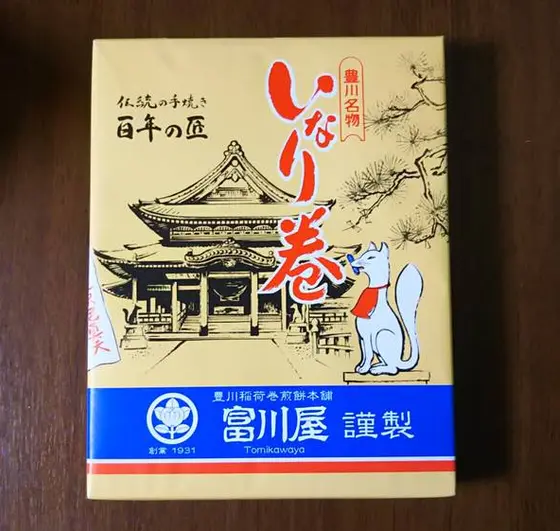 豊川名物
いなり巻
伝統の手焼き
百年の匠
豊川稲荷巻煎餅本舗
富川屋 謹製
Tomikawaya
創業 1931